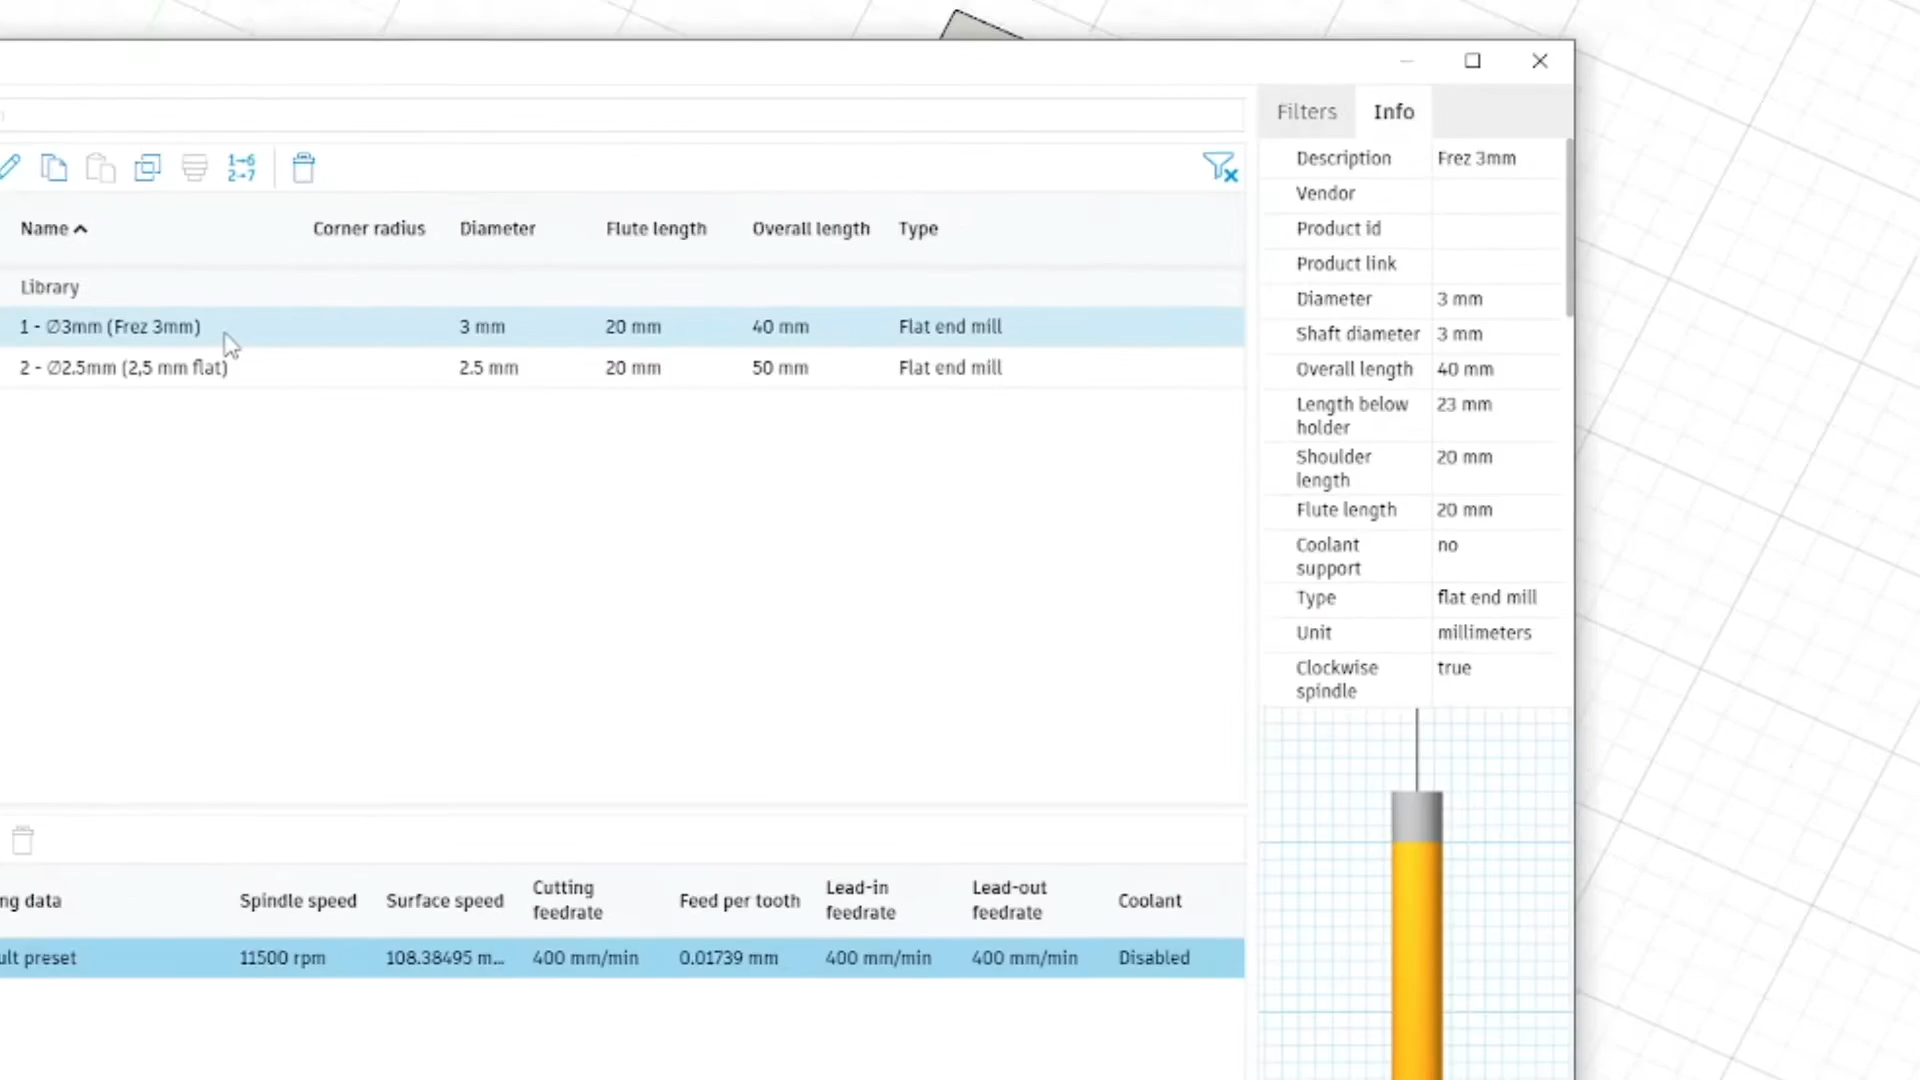 Filters Info
1→6
2→7
Description Frez 3mm
Vendor
Product id
Product link
Diameter 3 mm
Shaft diameter 3 mm
Overall length 40 mm
Length below
holder 23 mm
Shoulder
length 20 mm
Flute length 20 mm
Coolant
support no
Type flat end mill
Unit millimeters
Clockwise
spindle true
Name Corner radius Diameter Flute length Overall length Type
Library
1 - ∅3mm (Frez 3mm) 3 mm 20 mm 40 mm Flat end mill
2 - ∅2.5mm (2,5 mm flat) 2.5 mm 20 mm 50 mm Flat end mill
ng data Spindle speed Surface speed Cutting feedrate Feed per tooth Lead-in feedrate Lead-out feedrate Coolant
ult preset 11500 rpm 108.38495 m... 400 mm/min 0.01739 mm 400 mm/min 400 mm/min Disabled